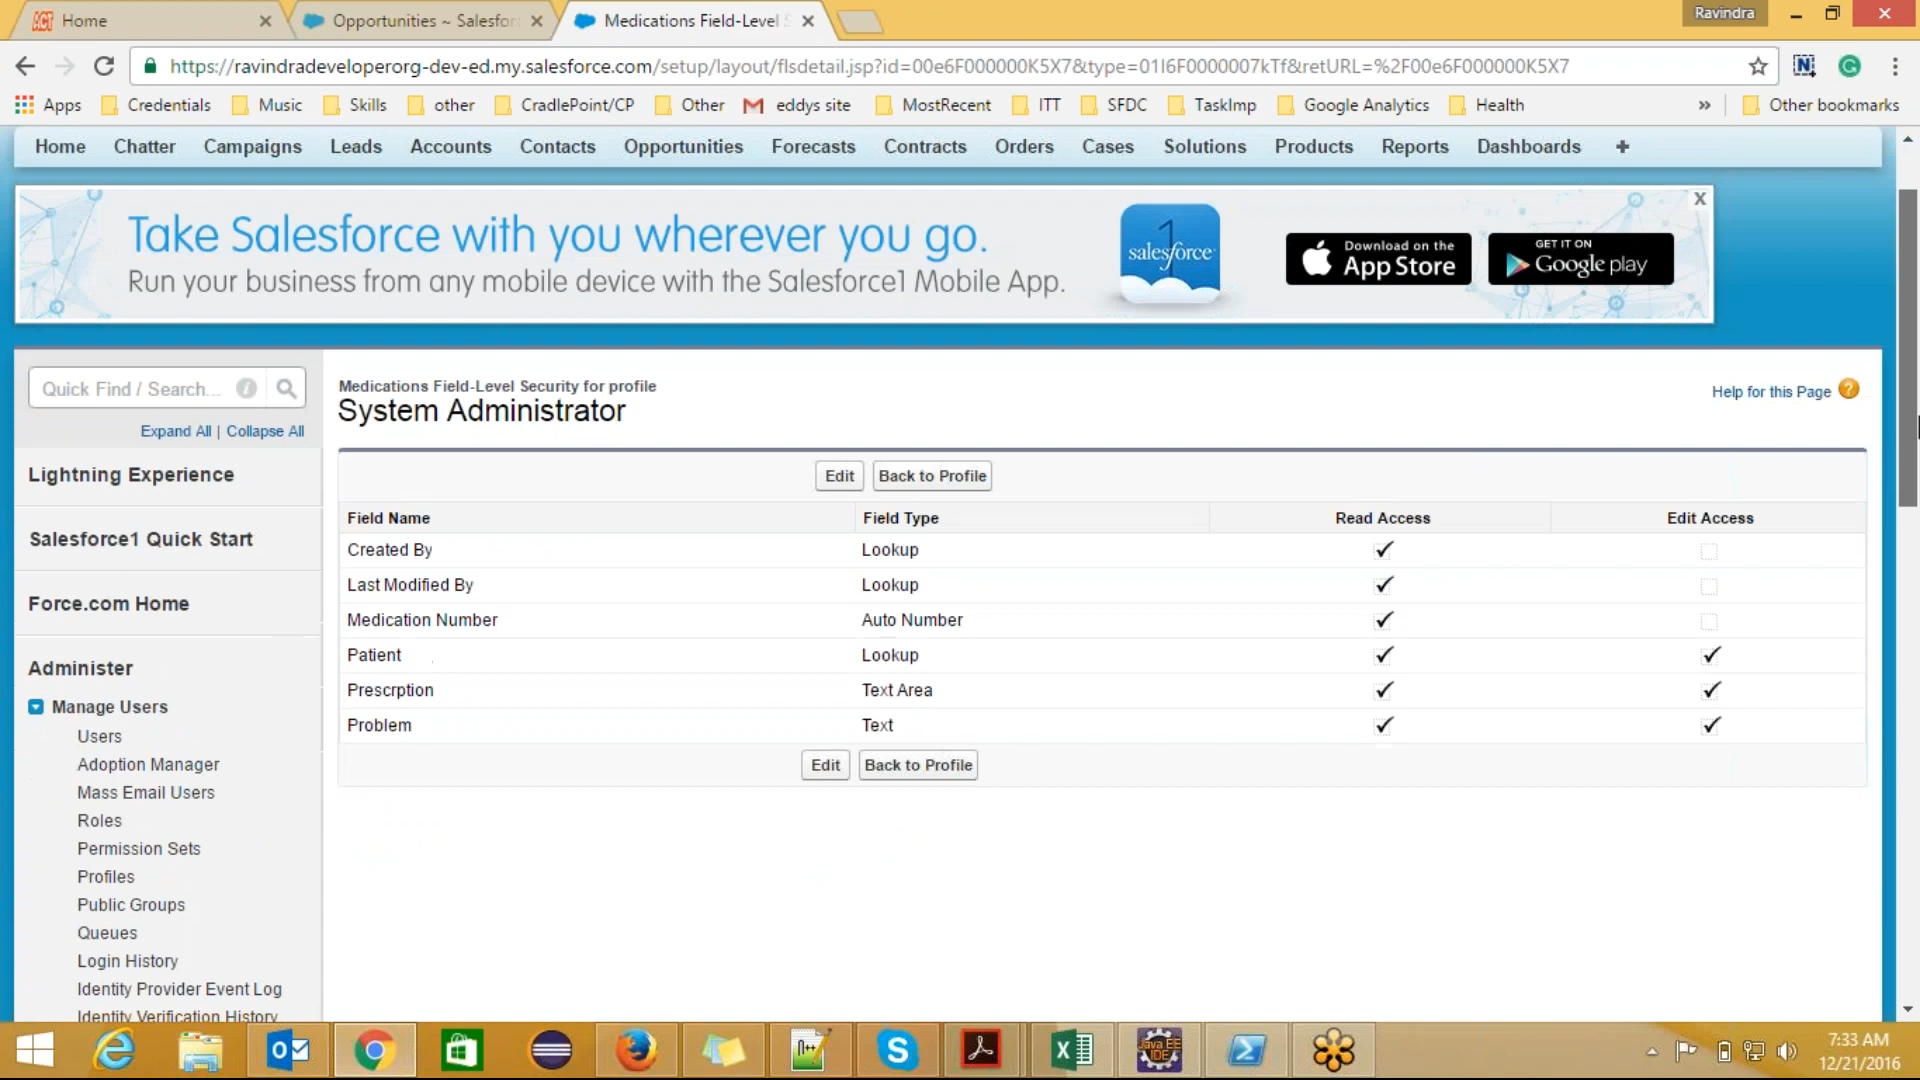 Home
Opportunities ~ Salesfor
Medications Field-Level S
Ravindra
https://ravindradeveloperorg-dev-ed.my.salesforce.com/setup/layout/flsdetail.jsp?id=00e6F000000K5X7&type=01I6F0000007kTf&retURL=%2F00e6F000000K5X7
Apps
Credentials
Music
Skills
other
CradlePoint/CP
Other
eddys site
MostRecent
ITT
SFDC
TaskImp
Google Analytics
Health
»
Other bookmarks
Home Chatter Campaigns Leads Accounts Contacts Opportunities Forecasts Contracts Orders Cases Solutions Products Reports Dashboards +
Take Salesforce with you wherever you go.
Run your business from any mobile device with the Salesforce1 Mobile App.
1
salesforce
Download on the
App Store
GET IT ON
Google play
X
Quick Find / Search...
Expand All | Collapse All
Lightning Experience
Salesforce1 Quick Start
Force.com Home
Administer
Manage Users
Users
Adoption Manager
Mass Email Users
Roles
Permission Sets
Profiles
Public Groups
Queues
Login History
Identity Provider Event Log
Identity Verification History
Medications Field-Level Security for profile
System Administrator
Help for this Page ?
Edit Back to Profile
Field Name Field Type Read Access Edit Access
Created By Lookup
Last Modified By Lookup
Medication Number Auto Number
Patient Lookup
Prescrption Text Area
Problem Text
Edit Back to Profile
Java EE
IDE
7:33 AM
12/21/2016